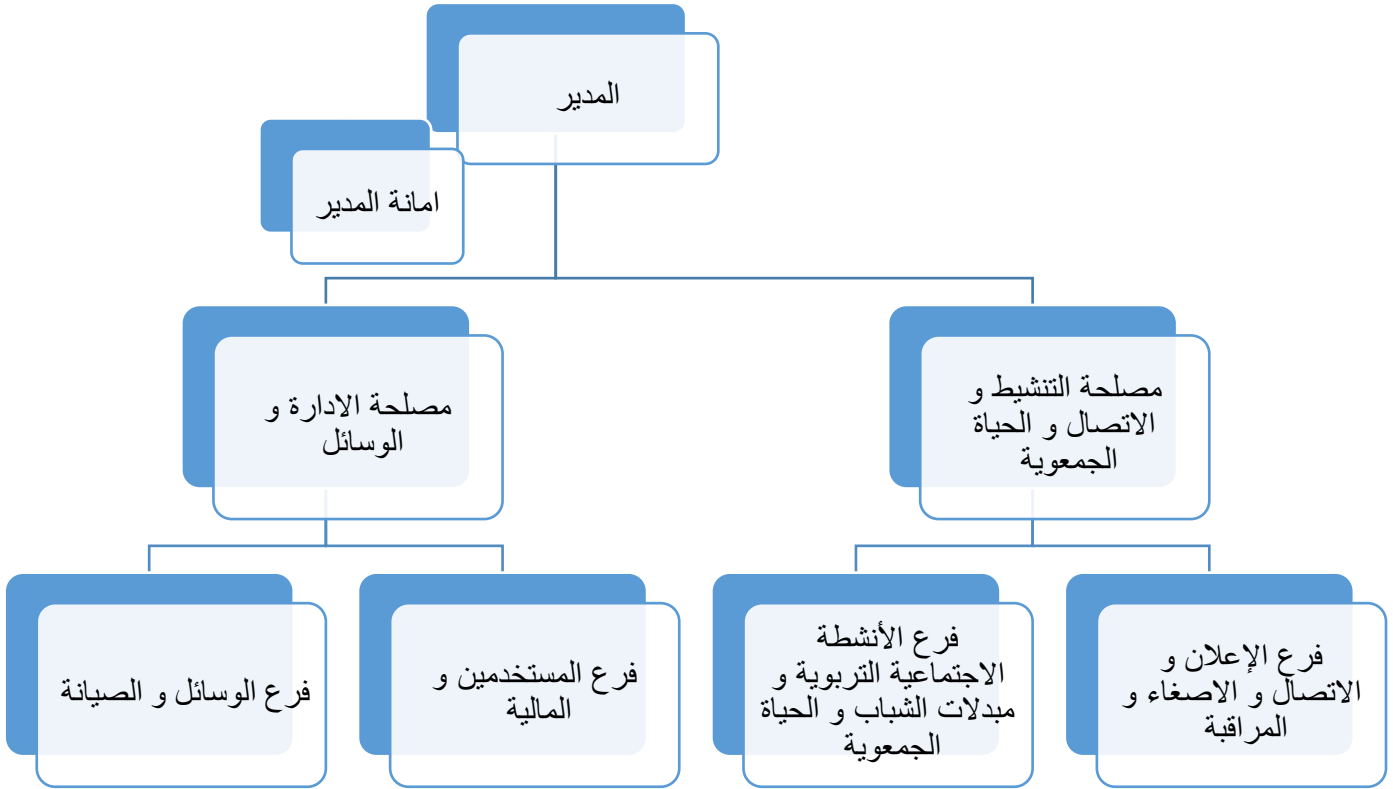 المدير
امانة المدير
مصلحة التنشيط و
الاتصال و الحياة
الجمعوية
مصلحة الادارة و
الوسائل
فرع الإعلان و
الاتصال و الاصغاء و
المراقبة
فرع الأنشطة
الاجتماعية التربوية و
مبدلات الشباب و الحياة
الجمعوية
فرع المستخدمين و
المالية
فرع الوسائل و الصيانة